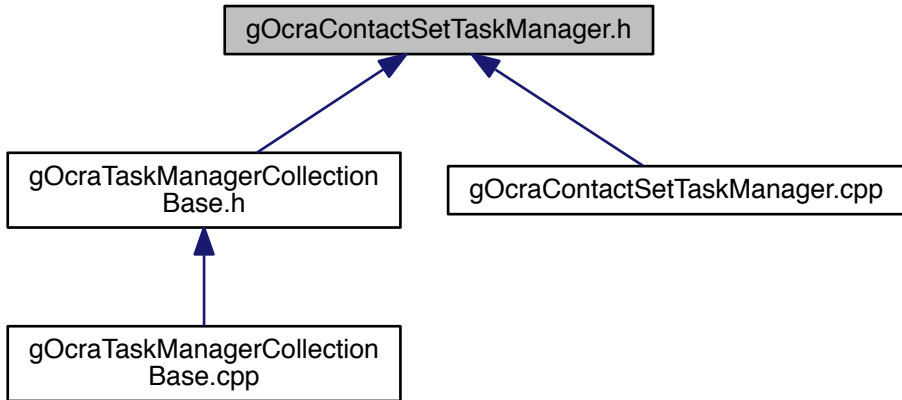 gOcraContactSetTaskManager.h
gOcraTaskManagerCollection
Base.h
gOcraContactSetTaskManager.cpp
gOcraTaskManagerCollection
Base.cpp